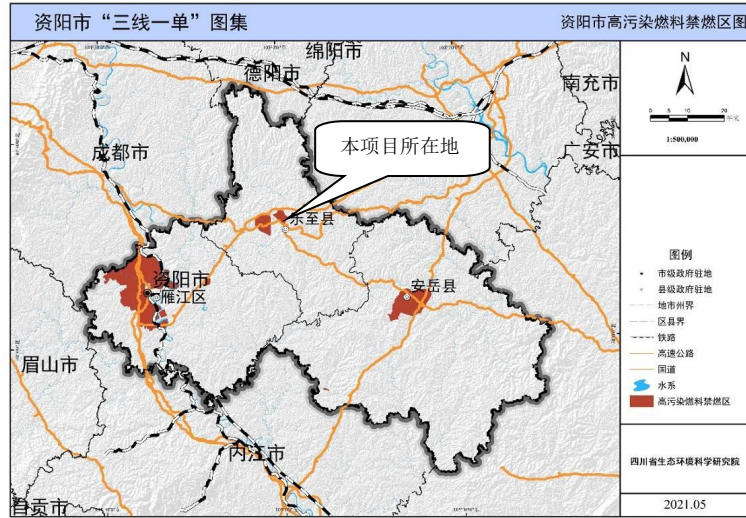 资阳市“三线一单”图集
资阳市高污染燃料禁燃区图
绵阳市
德阳市
南充市
成都市
广安市
本项目所在地
乐至县
资阳市
雁江区
安岳县
眉山市
内江市
自贡市
N
0 5 10 20
千米
1:500,000
图例
市级政府驻地
县级政府驻地
地市州界
区县界
铁路
高速公路
国道
水系
高污染燃料禁燃区
四川省生态环境科学研究院
2021.05